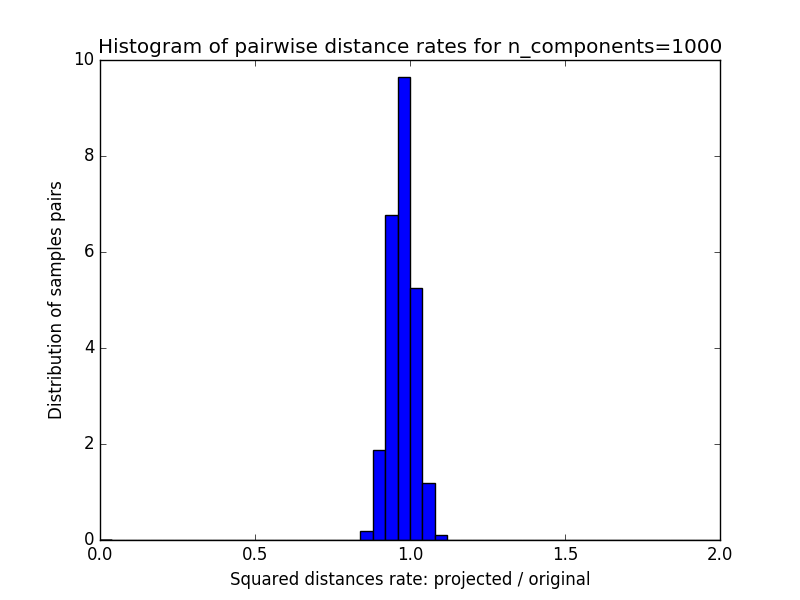 Histogram of pairwise distance rates for n_components=1000
Distribution of samples pairs
10
8
6
4
2
0
0.0 0.5 1.0 1.5 2.0
Squared distances rate: projected / original